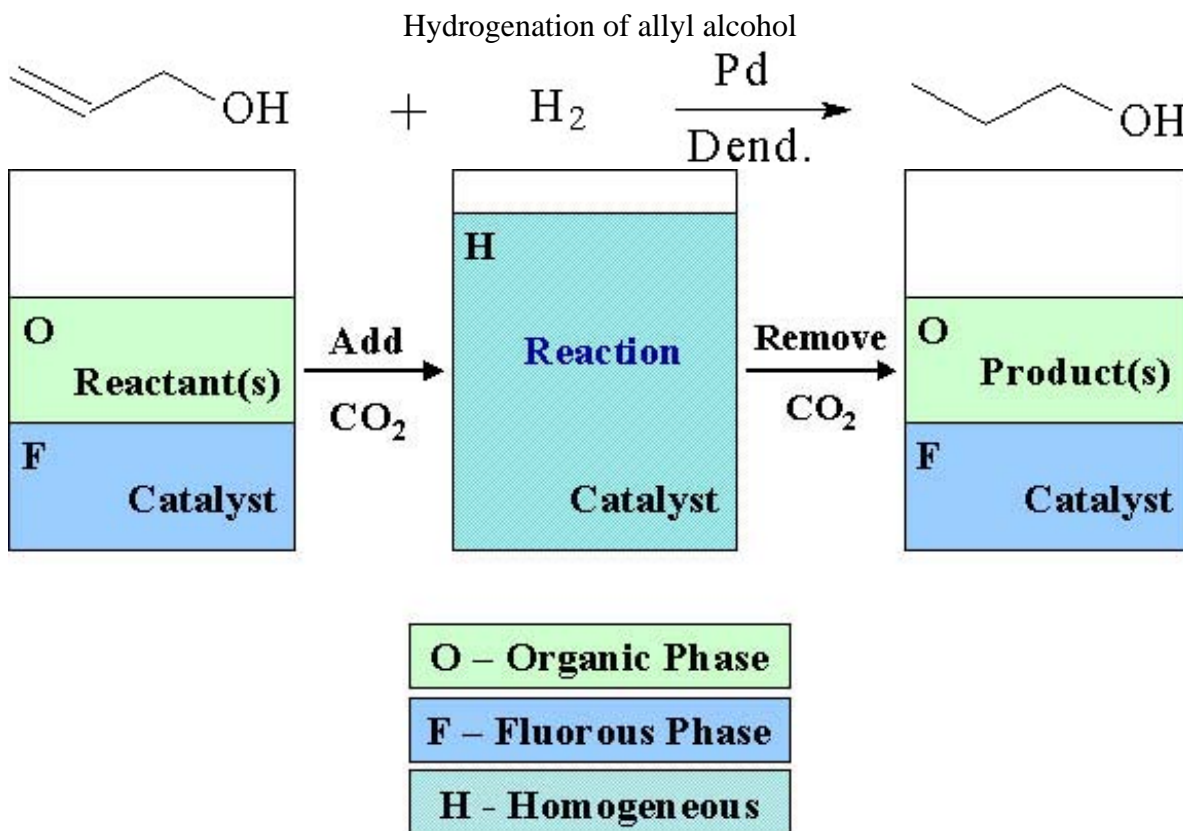 Hydrogenation of allyl alcohol
OH + H2 Pd OH
Dend.
O
Reactant(s)
F
Catalyst
Add
CO2
H
Reaction
Catalyst
Remove
CO2
O
Product(s)
F
Catalyst
O – Organic Phase
F – Fluorous Phase
H - Homogeneous